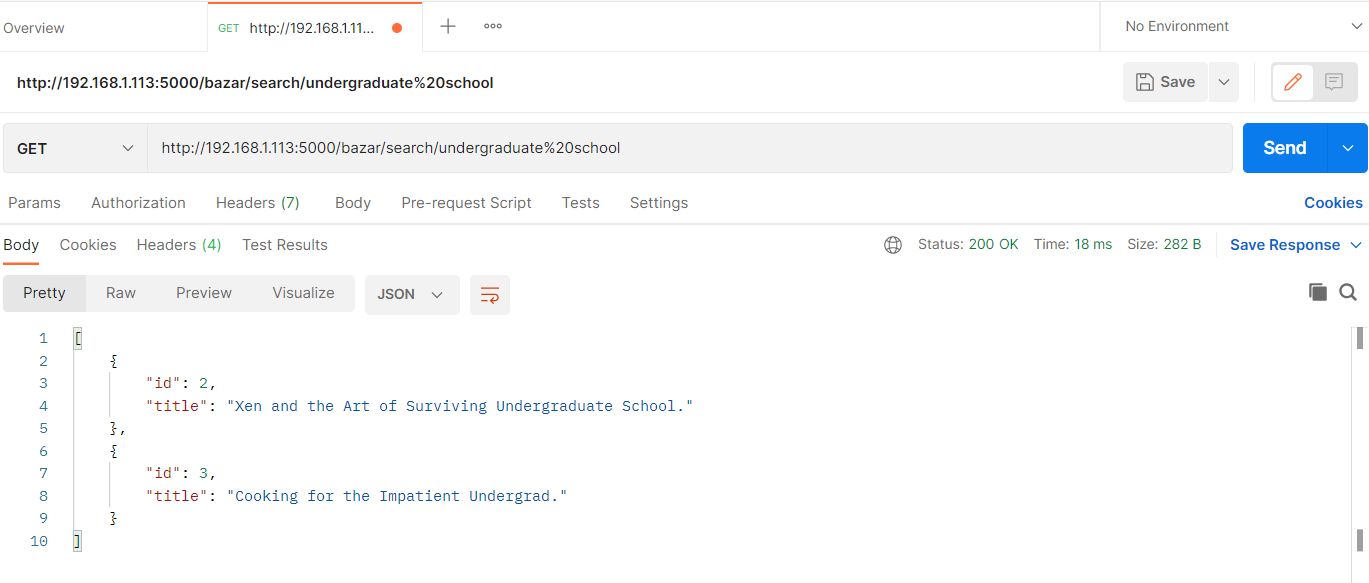 Overview
GET http://192.168.1.11...
No Environment
http://192.168.1.113:5000/bazar/search/undergraduate%20school
Save
GET http://192.168.1.113:5000/bazar/search/undergraduate%20school
Send
Params Authorization Headers (7) Body Pre-request Script Tests Settings Cookies
Body Cookies Headers (4) Test Results Status: 200 OK Time: 18 ms Size: 282 B Save Response
Pretty Raw Preview Visualize JSON
1 [
2 {
3 "id": 2,
4 "title": "Xen and the Art of Surviving Undergraduate School."
5 },
6 {
7 "id": 3,
8 "title": "Cooking for the Impatient Undergrad."
9 }
10 ]